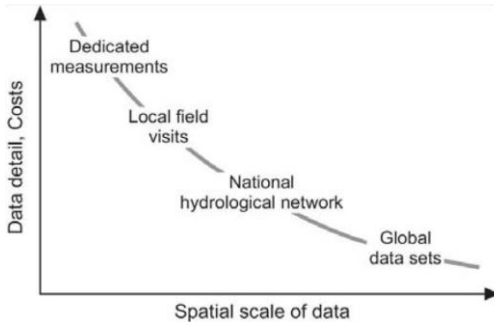 Data detail, Costs
Dedicated
measurements
Local field
visits
National
hydrological network
Global
data sets
Spatial scale of data